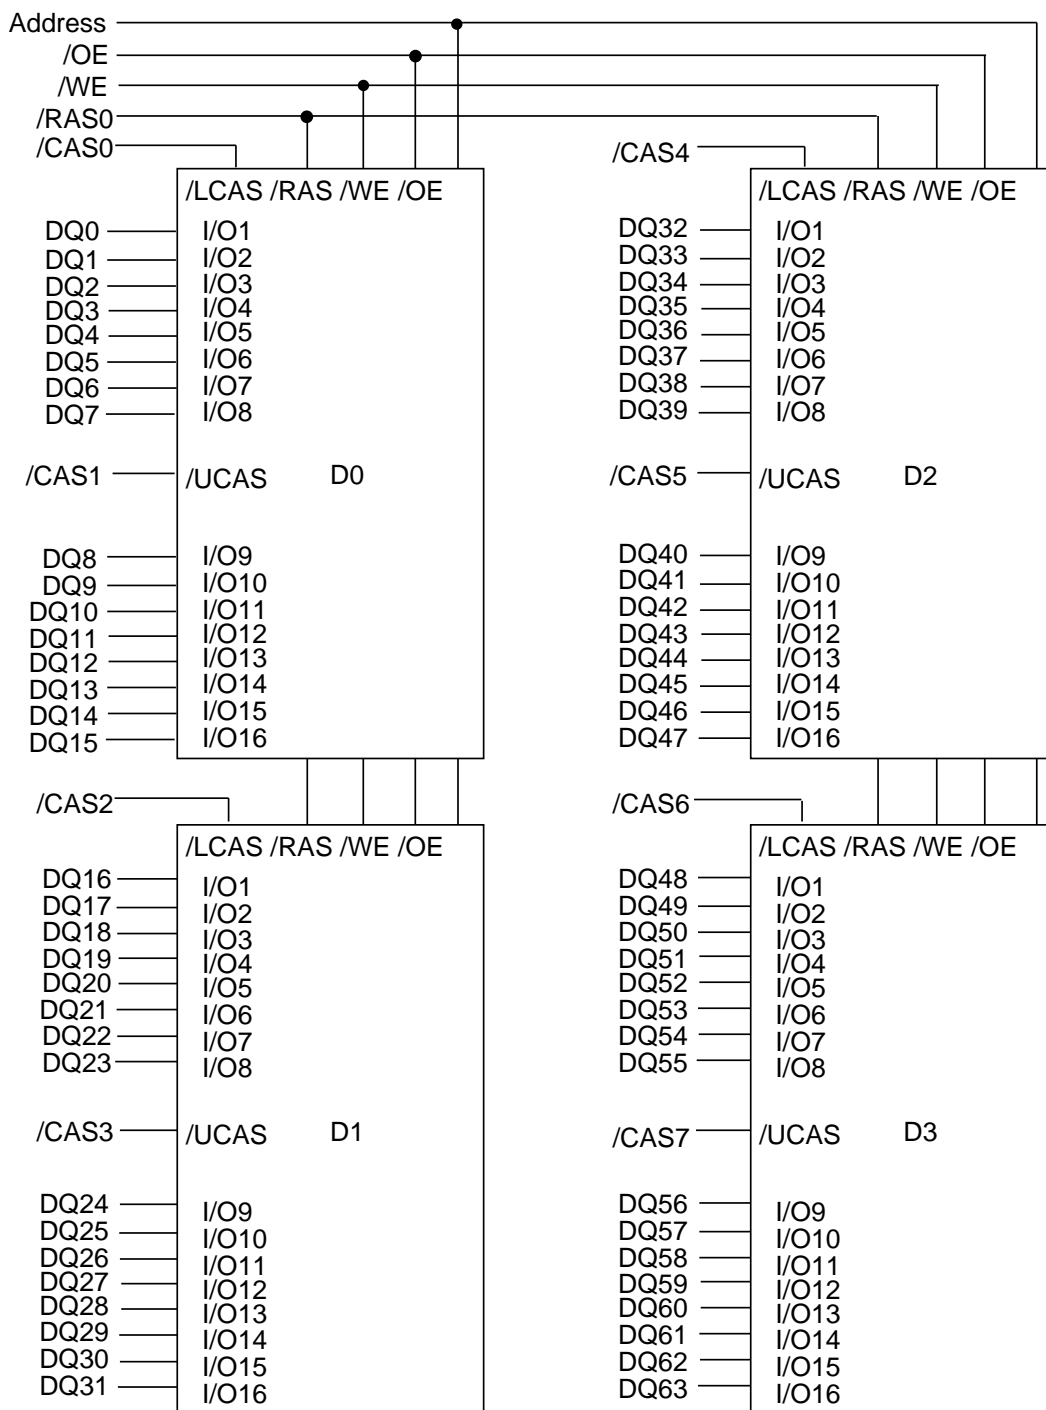 Address
/OE
/WE
/RAS0
/CAS0
/LCAS /RAS /WE /OE
DQ0 I/O1
DQ1 I/O2
DQ2 I/O3
DQ3 I/O4
DQ4 I/O5
DQ5 I/O6
DQ6 I/O7
DQ7 I/O8
/CAS1 /UCAS D0
DQ8 I/O9
DQ9 I/O10
DQ10 I/O11
DQ11 I/O12
DQ12 I/O13
DQ13 I/O14
DQ14 I/O15
DQ15 I/O16
/CAS2
/LCAS /RAS /WE /OE
DQ16 I/O1
DQ17 I/O2
DQ18 I/O3
DQ19 I/O4
DQ20 I/O5
DQ21 I/O6
DQ22 I/O7
DQ23 I/O8
/CAS3 /UCAS D1
DQ24 I/O9
DQ25 I/O10
DQ26 I/O11
DQ27 I/O12
DQ28 I/O13
DQ29 I/O14
DQ30 I/O15
DQ31 I/O16
/CAS4
/LCAS /RAS /WE /OE
DQ32 I/O1
DQ33 I/O2
DQ34 I/O3
DQ35 I/O4
DQ36 I/O5
DQ37 I/O6
DQ38 I/O7
DQ39 I/O8
/CAS5 /UCAS D2
DQ40 I/O9
DQ41 I/O10
DQ42 I/O11
DQ43 I/O12
DQ44 I/O13
DQ45 I/O14
DQ46 I/O15
DQ47 I/O16
/CAS6
/LCAS /RAS /WE /OE
DQ48 I/O1
DQ49 I/O2
DQ50 I/O3
DQ51 I/O4
DQ52 I/O5
DQ53 I/O6
DQ54 I/O7
DQ55 I/O8
/CAS7 /UCAS D3
DQ56 I/O9
DQ57 I/O10
DQ58 I/O11
DQ59 I/O12
DQ60 I/O13
DQ61 I/O14
DQ62 I/O15
DQ63 I/O16